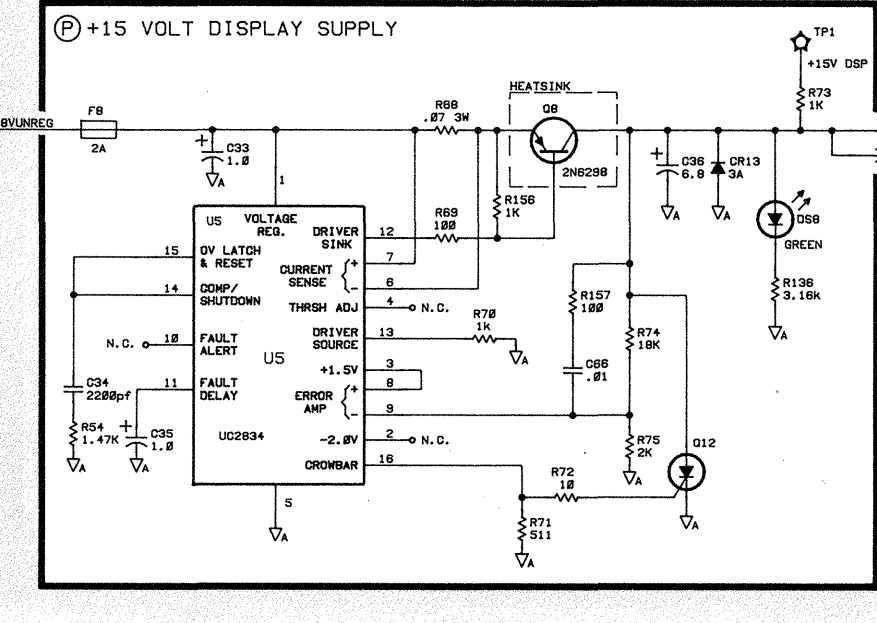 P +15 VOLT DISPLAY SUPPLY
TP1
+15V DSP
R73
1K
8VUNREG
F8
2A
C33
1.0
R68
.07 3W
HEATSINK
Q8
2N6298
C36
6.8
CR13
3A
DS8
GREEN
R136
3.16k
R156
1K
R69
100
1
U5
VOLTAGE
REG.
DRIVER
SINK
12
15
OV LATCH
& RESET
CURRENT
SENSE
+
7
-
6
14
COMP/
SHUTDOWN
THRSH ADJ
4
N.C.
R157
100
R74
18K
R70
1k
N.C.
10
FAULT
ALERT
DRIVER
SOURCE
13
U5
+1.5V
3
C66
.01
C34
2200pf
11
FAULT
DELAY
ERROR
AMP
+
8
-
9
R54
1.47K
C35
1.0
UC2834
-2.0V
2
N.C.
R75
2K
Q12
CROWBAR
16
R72
10
5
R71
511
A
A
A
A
A
A
A
A
A
A
A